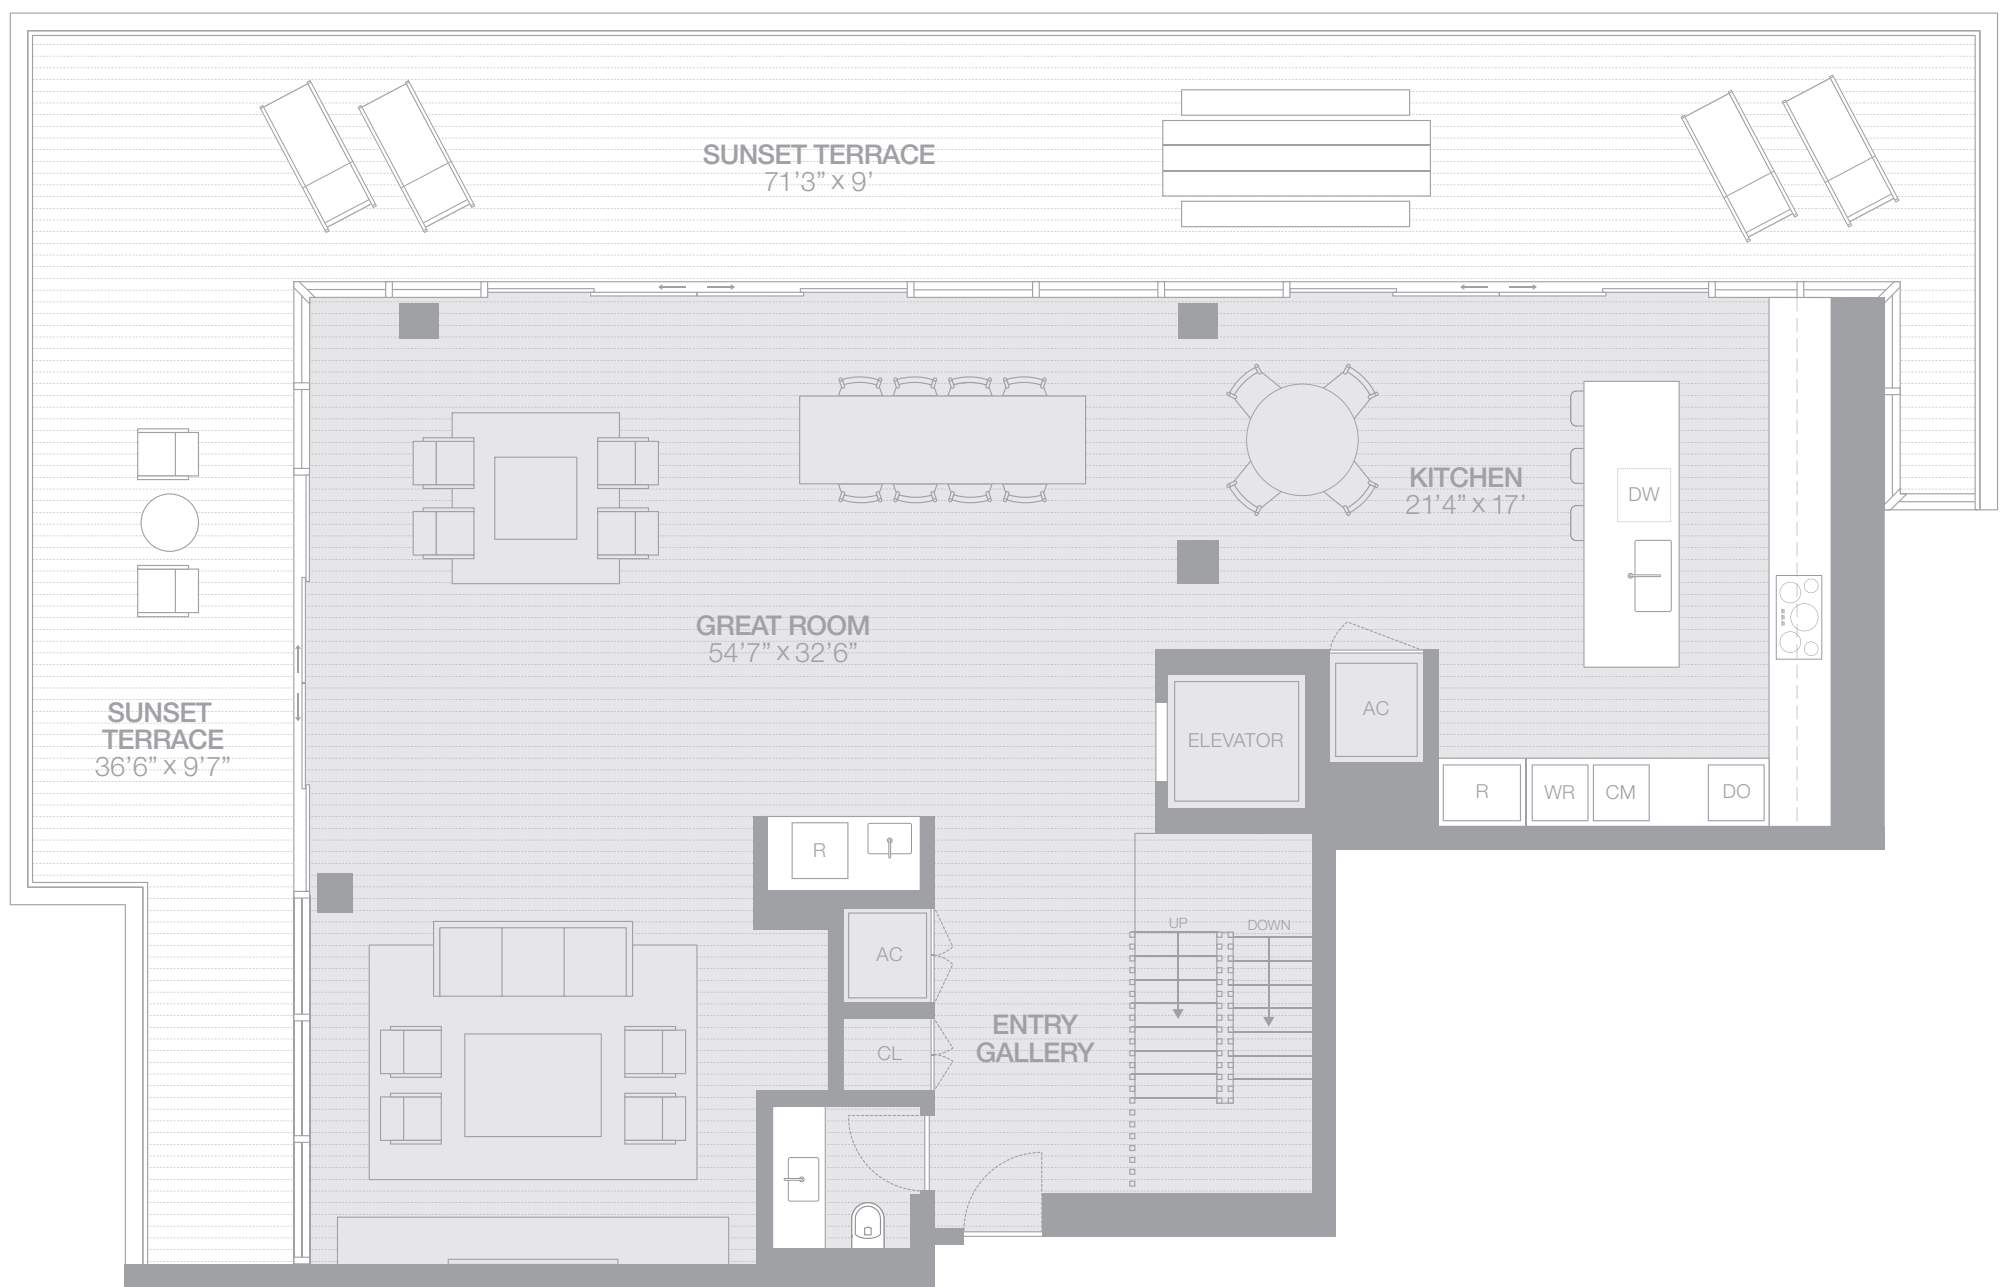 SUNSET TERRACE
71’3” x 9’
KITCHEN
21’4” x 17’
DW
GREAT ROOM
54’7” x 32’6”
SUNSET
TERRACE
36’6” x 9’7”
ELEVATOR
AC
R
WR
CM
DO
R
AC
UP
DOWN
ENTRY
GALLERY
CL